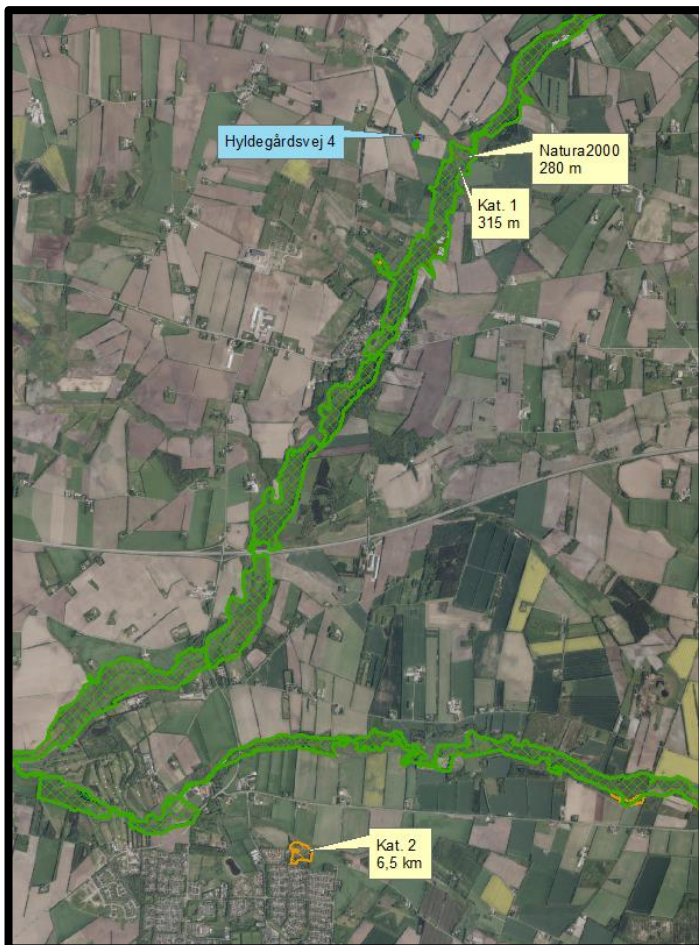 Hyldegårdsvej 4
Natura2000
280 m
Kat. 1
315 m
Kat. 2
6,5 km